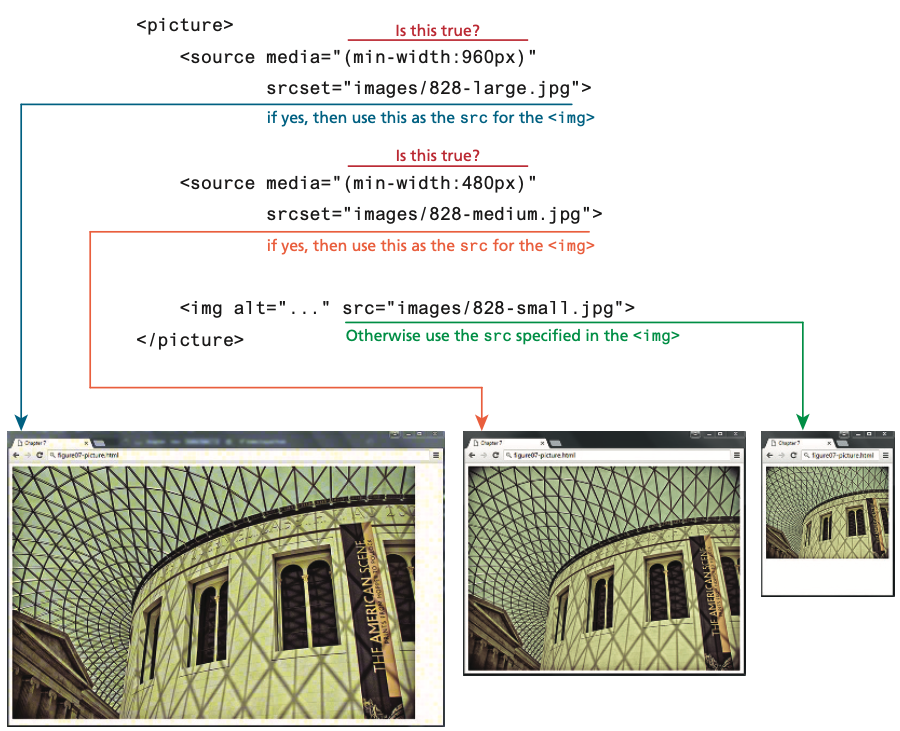 <picture>
Is this true?
<source media="(min-width:960px)"
srcset="images/828-large.jpg">
if yes, then use this as the src for the <img>
Is this true?
<source media="(min-width:480px)"
srcset="images/828-medium.jpg">
if yes, then use this as the src for the <img>
<img alt="..." src="images/828-small.jpg">
Otherwise use the src specified in the <img>
</picture>
Chapter 7
figure07-picture.html
THE AMERICAN SCENE
Chapter 7
figure07-picture.html
THE AMERICAN SCENE
Chapter 7
figure07-picture.html